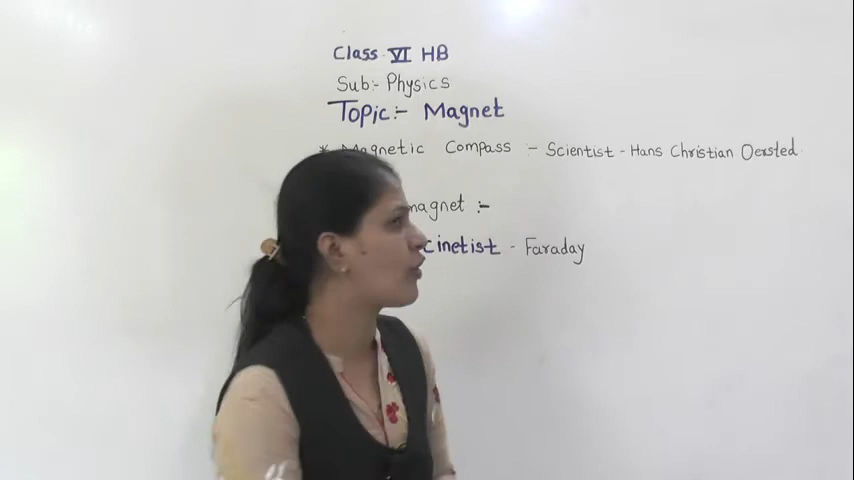 Class VI HB
Sub:- Physics
Topic:- Magnet
* Magnetic Compass :- Scientist - Hans Christian Oersted
magnet :-
cinetist - Faraday